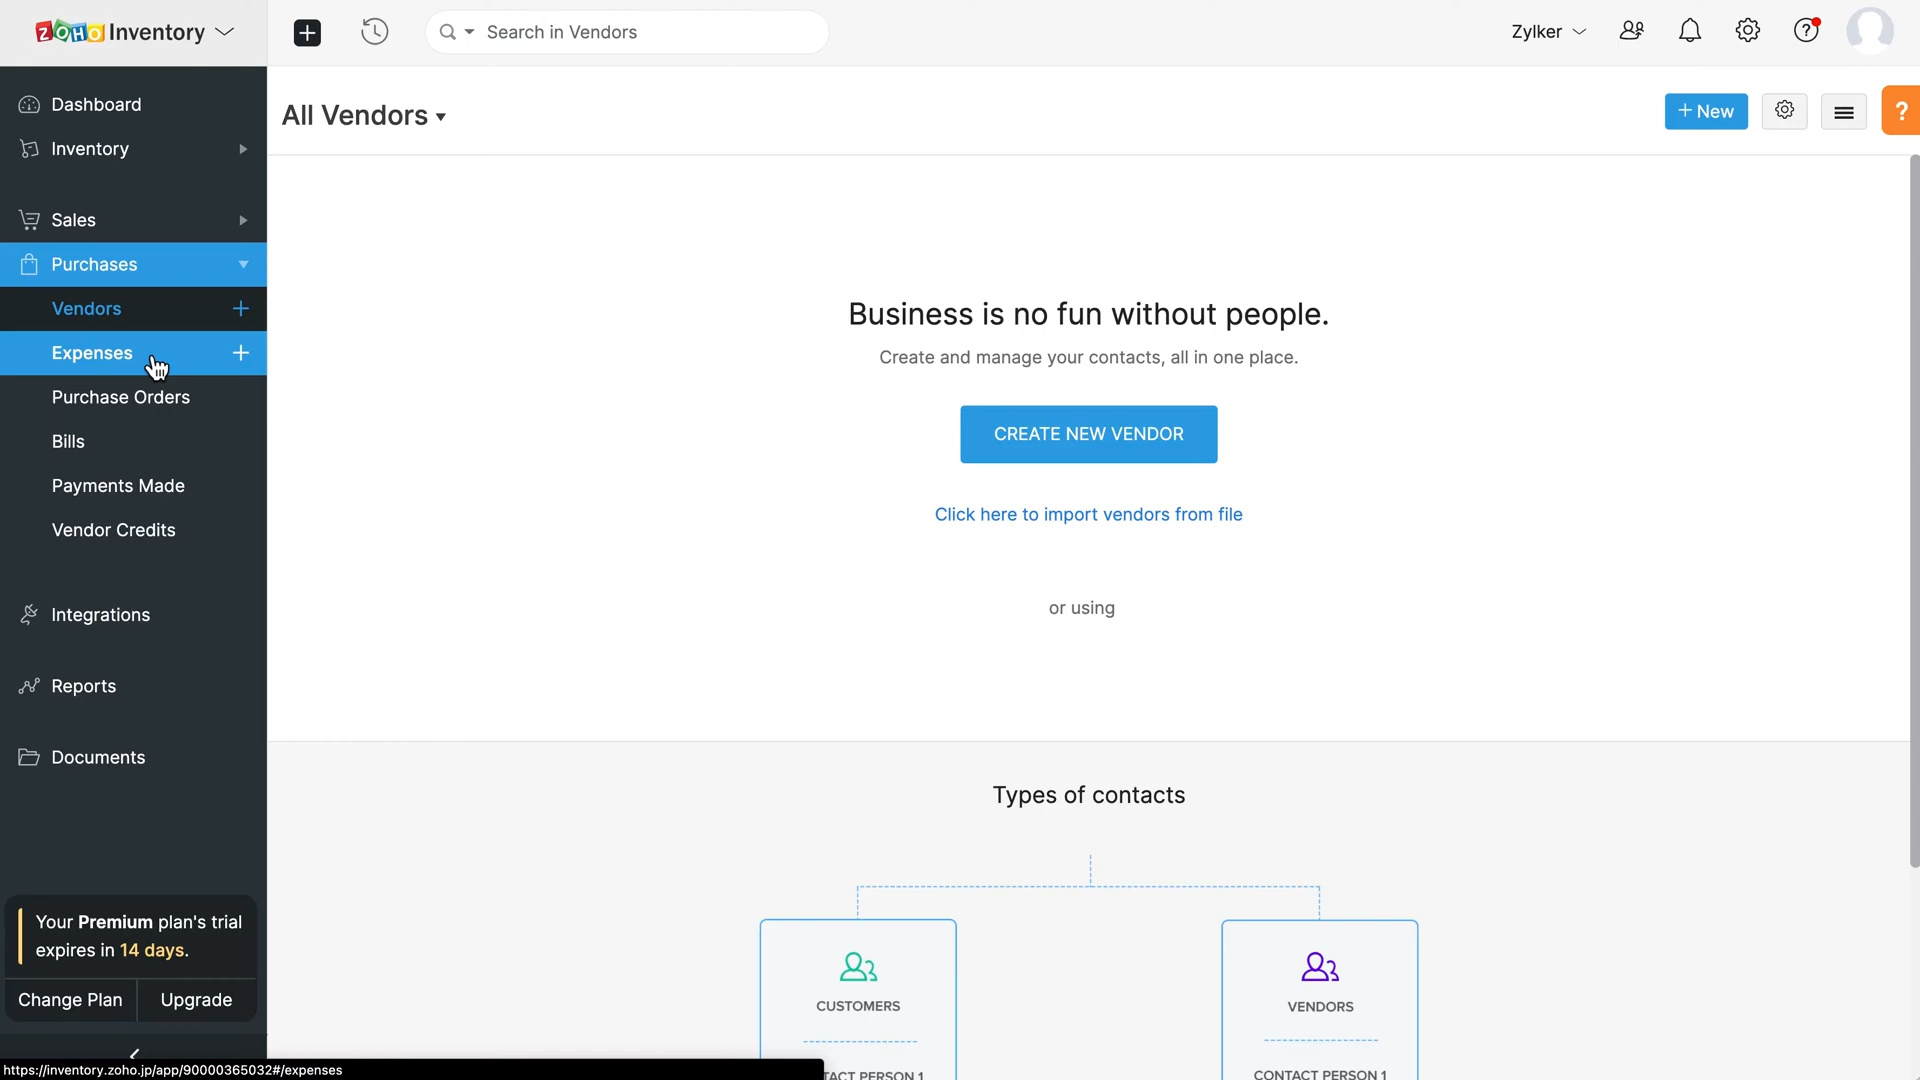 ZOHO Inventory
Search in Vendors
Zylker
Dashboard
Inventory
Sales
Purchases
Vendors
Expenses
Purchase Orders
Bills
Payments Made
Vendor Credits
Integrations
Reports
Documents
Your Premium plan's trial
expires in 14 days.
Change Plan
Upgrade
https://inventory.zoho.jp/app/90000365032#/expenses
All Vendors
+ New
?
Business is no fun without people.
Create and manage your contacts, all in one place.
CREATE NEW VENDOR
Click here to import vendors from file
or using
Types of contacts
CUSTOMERS
VENDORS
TACT PERSON 1
CONTACT PERSON 1